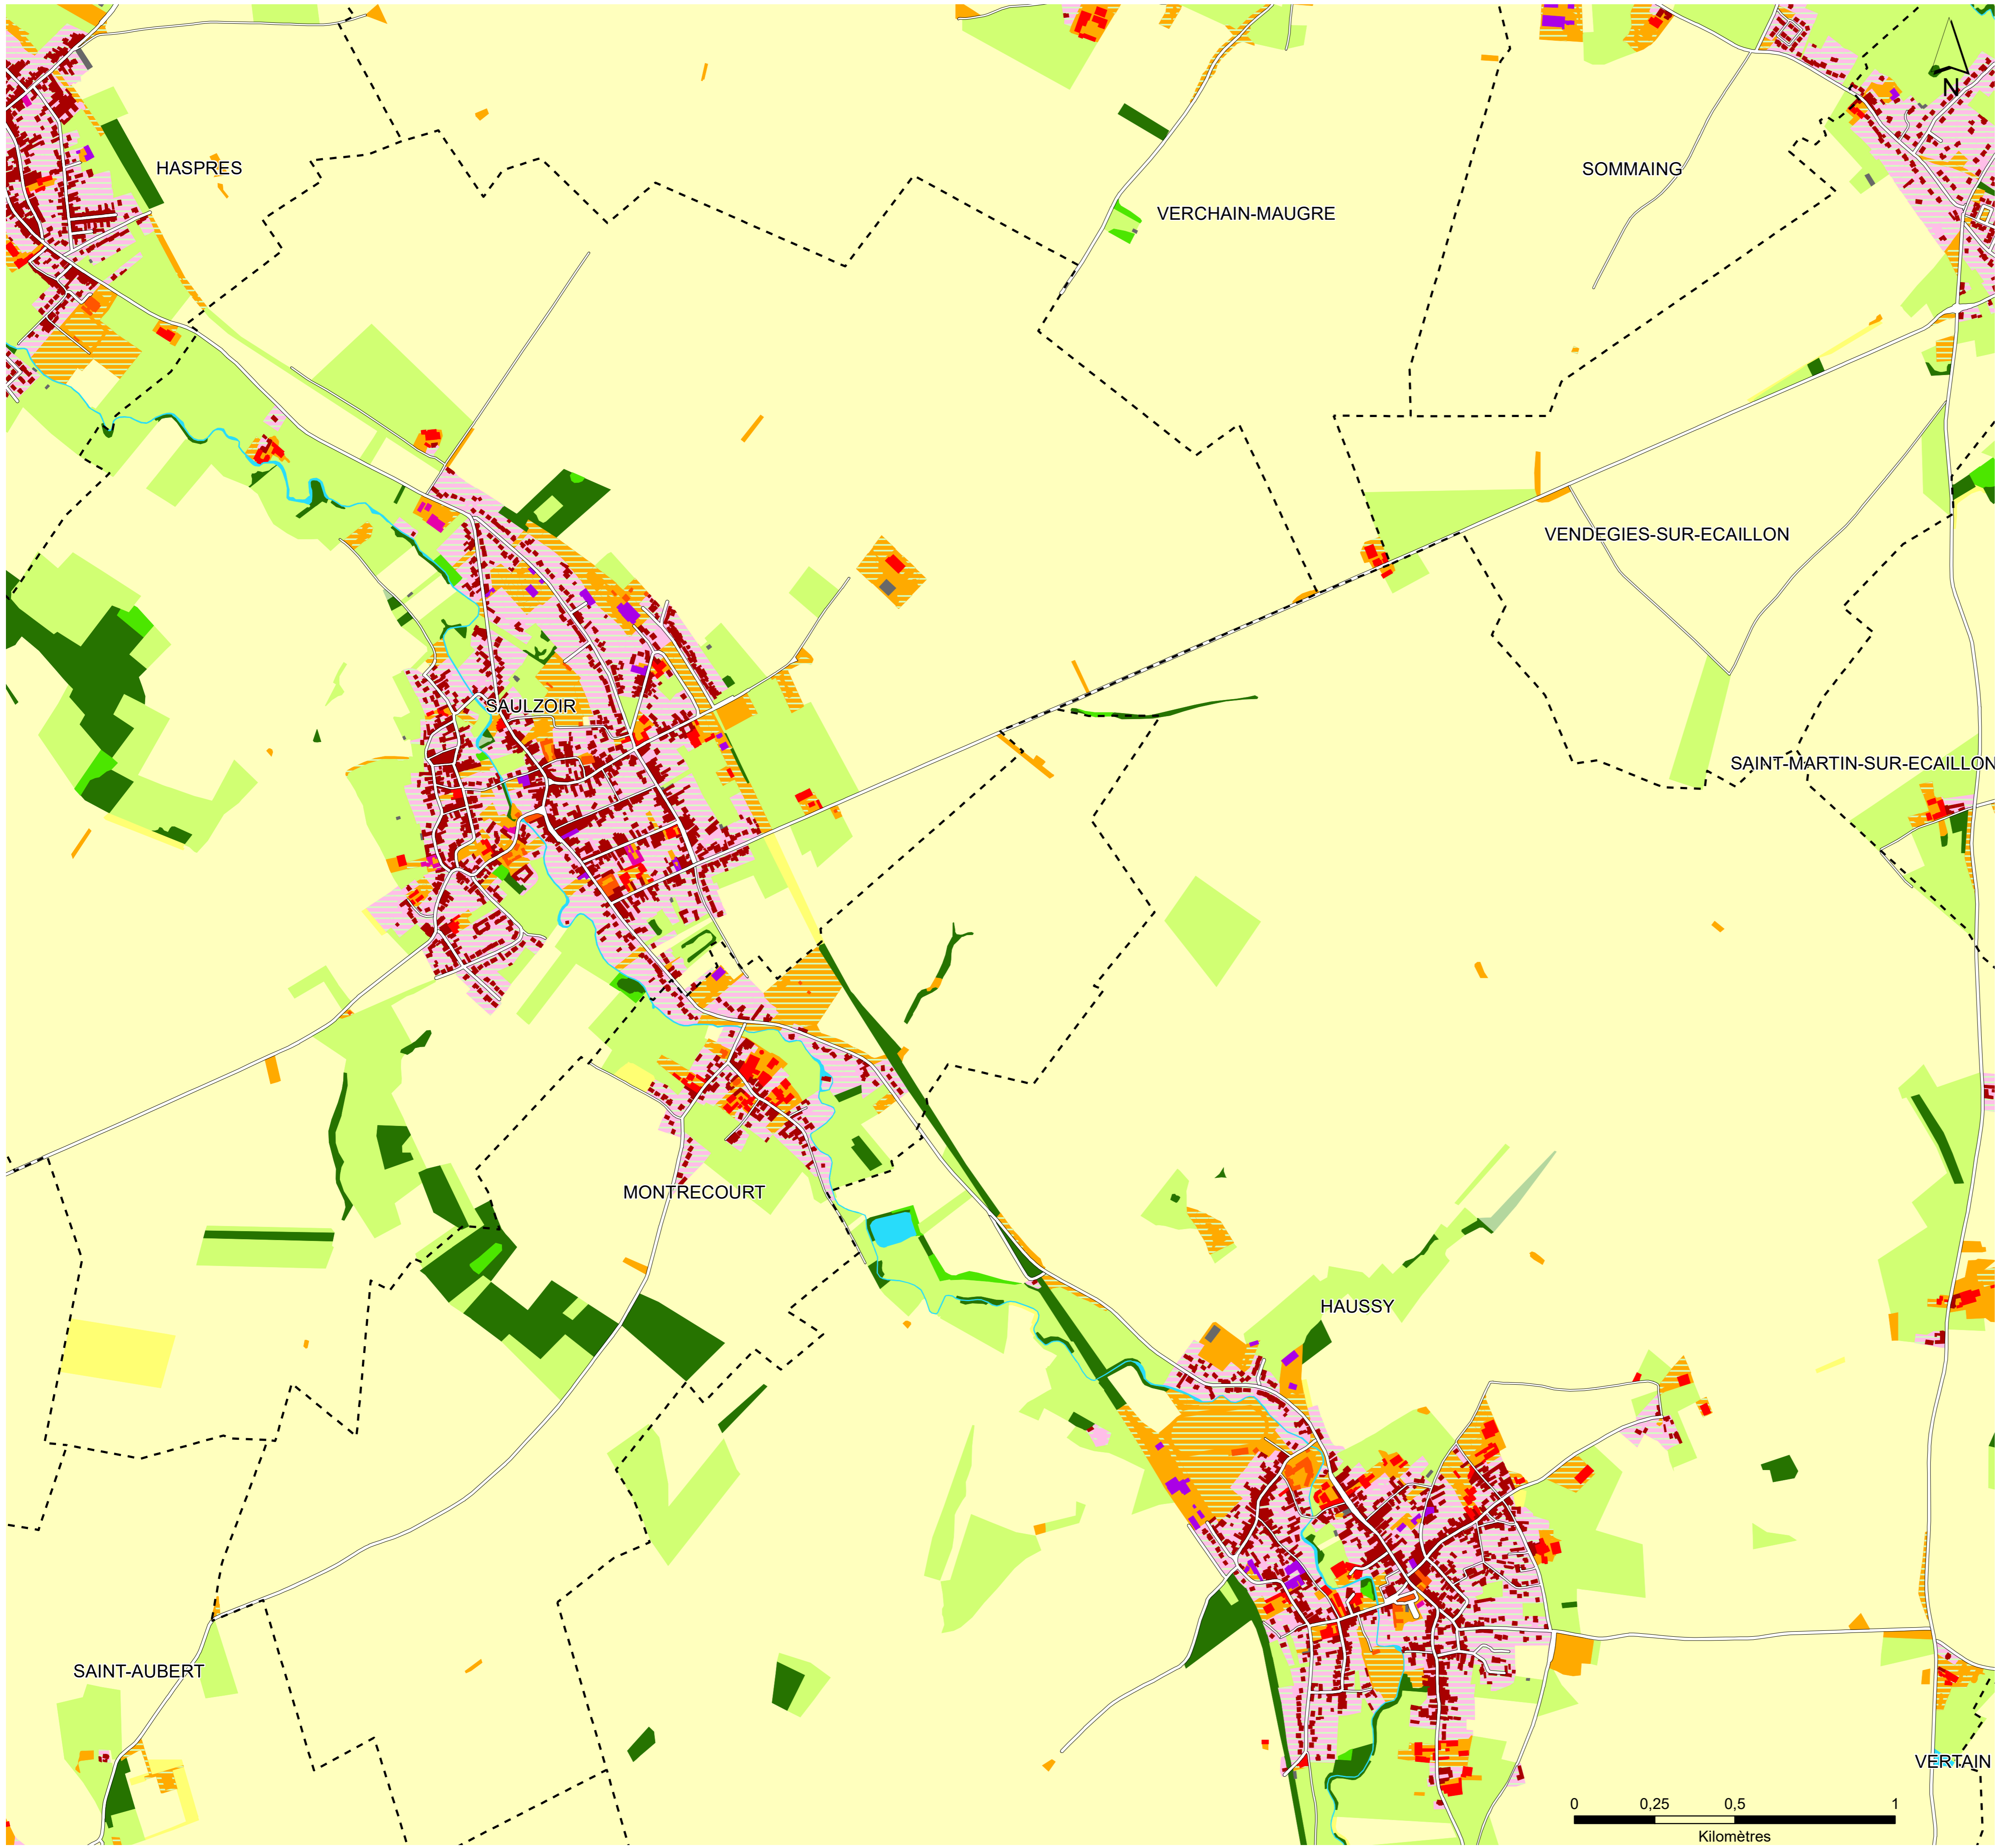 N
HASPRES
SOMMAING
VERCHAIN-MAUGRE
VENDEGIES-SUR-ECAILLON
SAULZOIR
SAINT-MARTIN-SUR-ECAILLON
MONTRECOURT
HAUSSY
SAINT-AUBERT
VERTAIN
0 0,25 0,5 1
Kilomètres